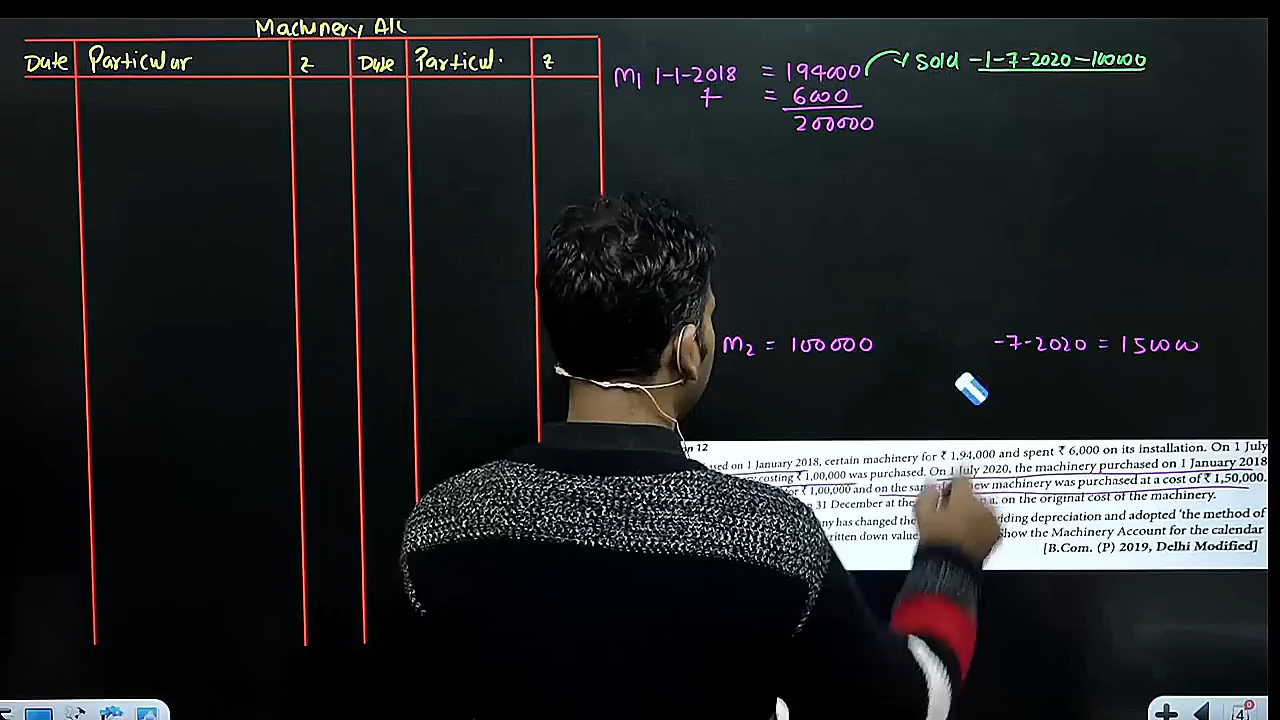 Machinery A/c
Date Particular ₹ Date Particul. ₹
M1 1-1-2018 = 194000 → Sold - 1-7-2020 - 100000
+ = 6000
200000
M2 = 100000 -7-2020 = 150000
n 12
sed on 1 January 2018, certain machinery for ₹ 1,94,000 and spent ₹ 6,000 on its installation. On 1 July
costing ₹ 1,00,000 was purchased. On 1 July 2020, the machinery purchased on 1 January 2018
for ₹ 1,00,000 and on the same new machinery was purchased at a cost of ₹ 1,50,000.
31 December at the on the original cost of the machinery.
ny has changed the iding depreciation and adopted 'the method of
written down value Show the Machinery Account for the calendar
[B.Com. (P) 2019, Delhi Modified]